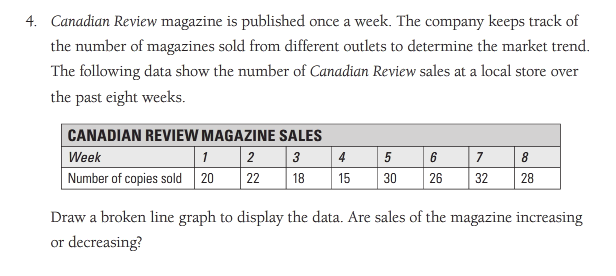 4. Canadian Review magazine is published once a week. The company keeps track of
the number of magazines sold from different outlets to determine the market trend.
The following data show the number of Canadian Review sales at a local store over
the past eight weeks.
CANADIAN REVIEW MAGAZINE SALES
Week 1 2 3 4 5 6 7 8
Number of copies sold 20 22 18 15 30 26 32 28
Draw a broken line graph to display the data. Are sales of the magazine increasing
or decreasing?